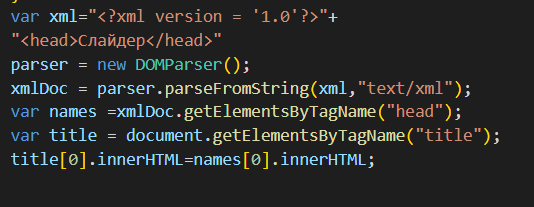 var xml="<?xml version = '1.0'?>"+
"<head>Слайдер</head>"
parser = new DOMParser();
xmlDoc = parser.parseFromString(xml,"text/xml");
var names =xmlDoc.getElementsByTagName("head");
var title = document.getElementsByTagName("title");
title[0].innerHTML=names[0].innerHTML;